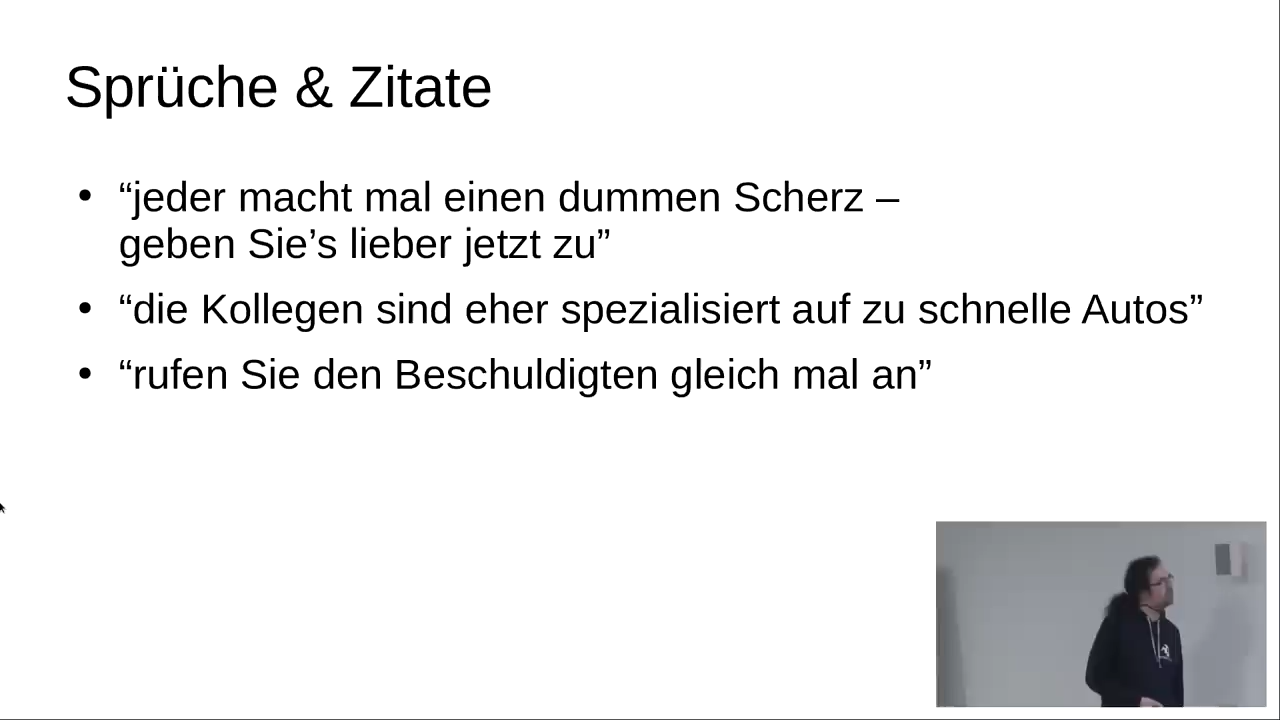 Sprüche & Zitate
• “jeder macht mal einen dummen Scherz –
geben Sie’s lieber jetzt zu”
• “die Kollegen sind eher spezialisiert auf zu schnelle Autos”
• “rufen Sie den Beschuldigten gleich mal an”